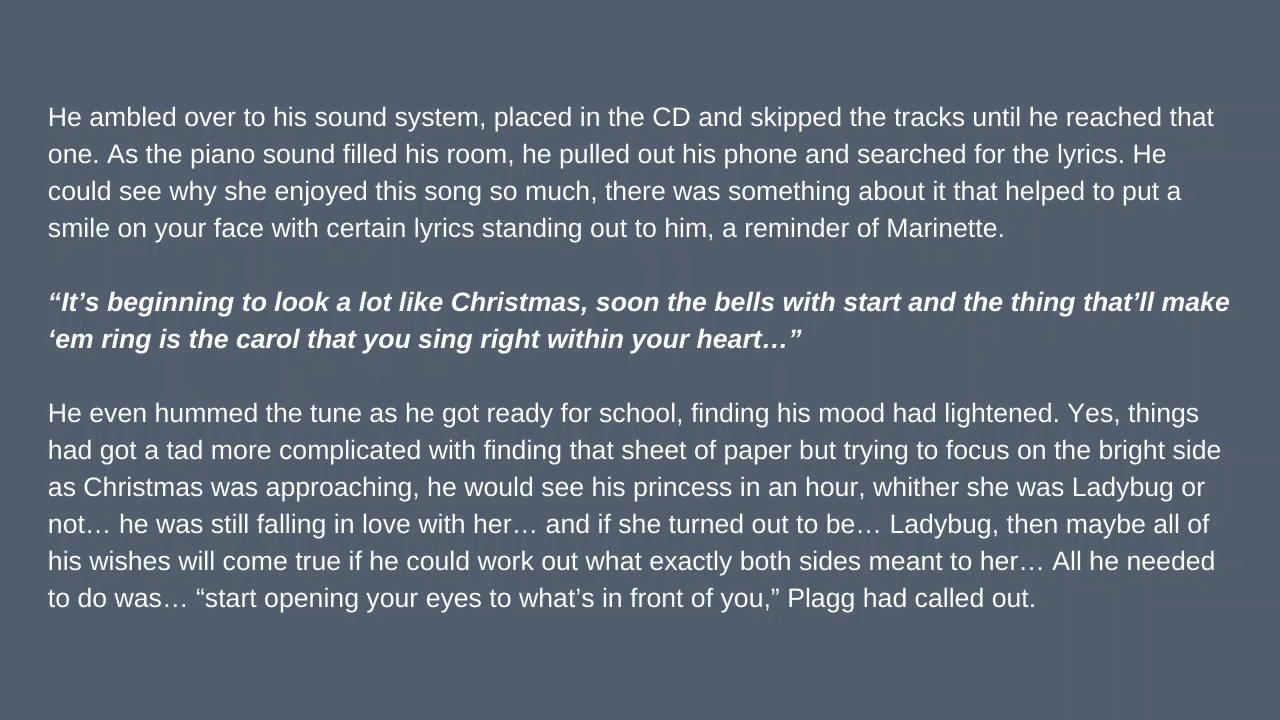 He ambled over to his sound system, placed in the CD and skipped the tracks until he reached that
one. As the piano sound filled his room, he pulled out his phone and searched for the lyrics. He
could see why she enjoyed this song so much, there was something about it that helped to put a
smile on your face with certain lyrics standing out to him, a reminder of Marinette.
“It’s beginning to look a lot like Christmas, soon the bells with start and the thing that’ll make
‘em ring is the carol that you sing right within your heart…”
He even hummed the tune as he got ready for school, finding his mood had lightened. Yes, things
had got a tad more complicated with finding that sheet of paper but trying to focus on the bright side
as Christmas was approaching, he would see his princess in an hour, whither she was Ladybug or
not… he was still falling in love with her… and if she turned out to be… Ladybug, then maybe all of
his wishes will come true if he could work out what exactly both sides meant to her… All he needed
to do was… “start opening your eyes to what’s in front of you,” Plagg had called out.